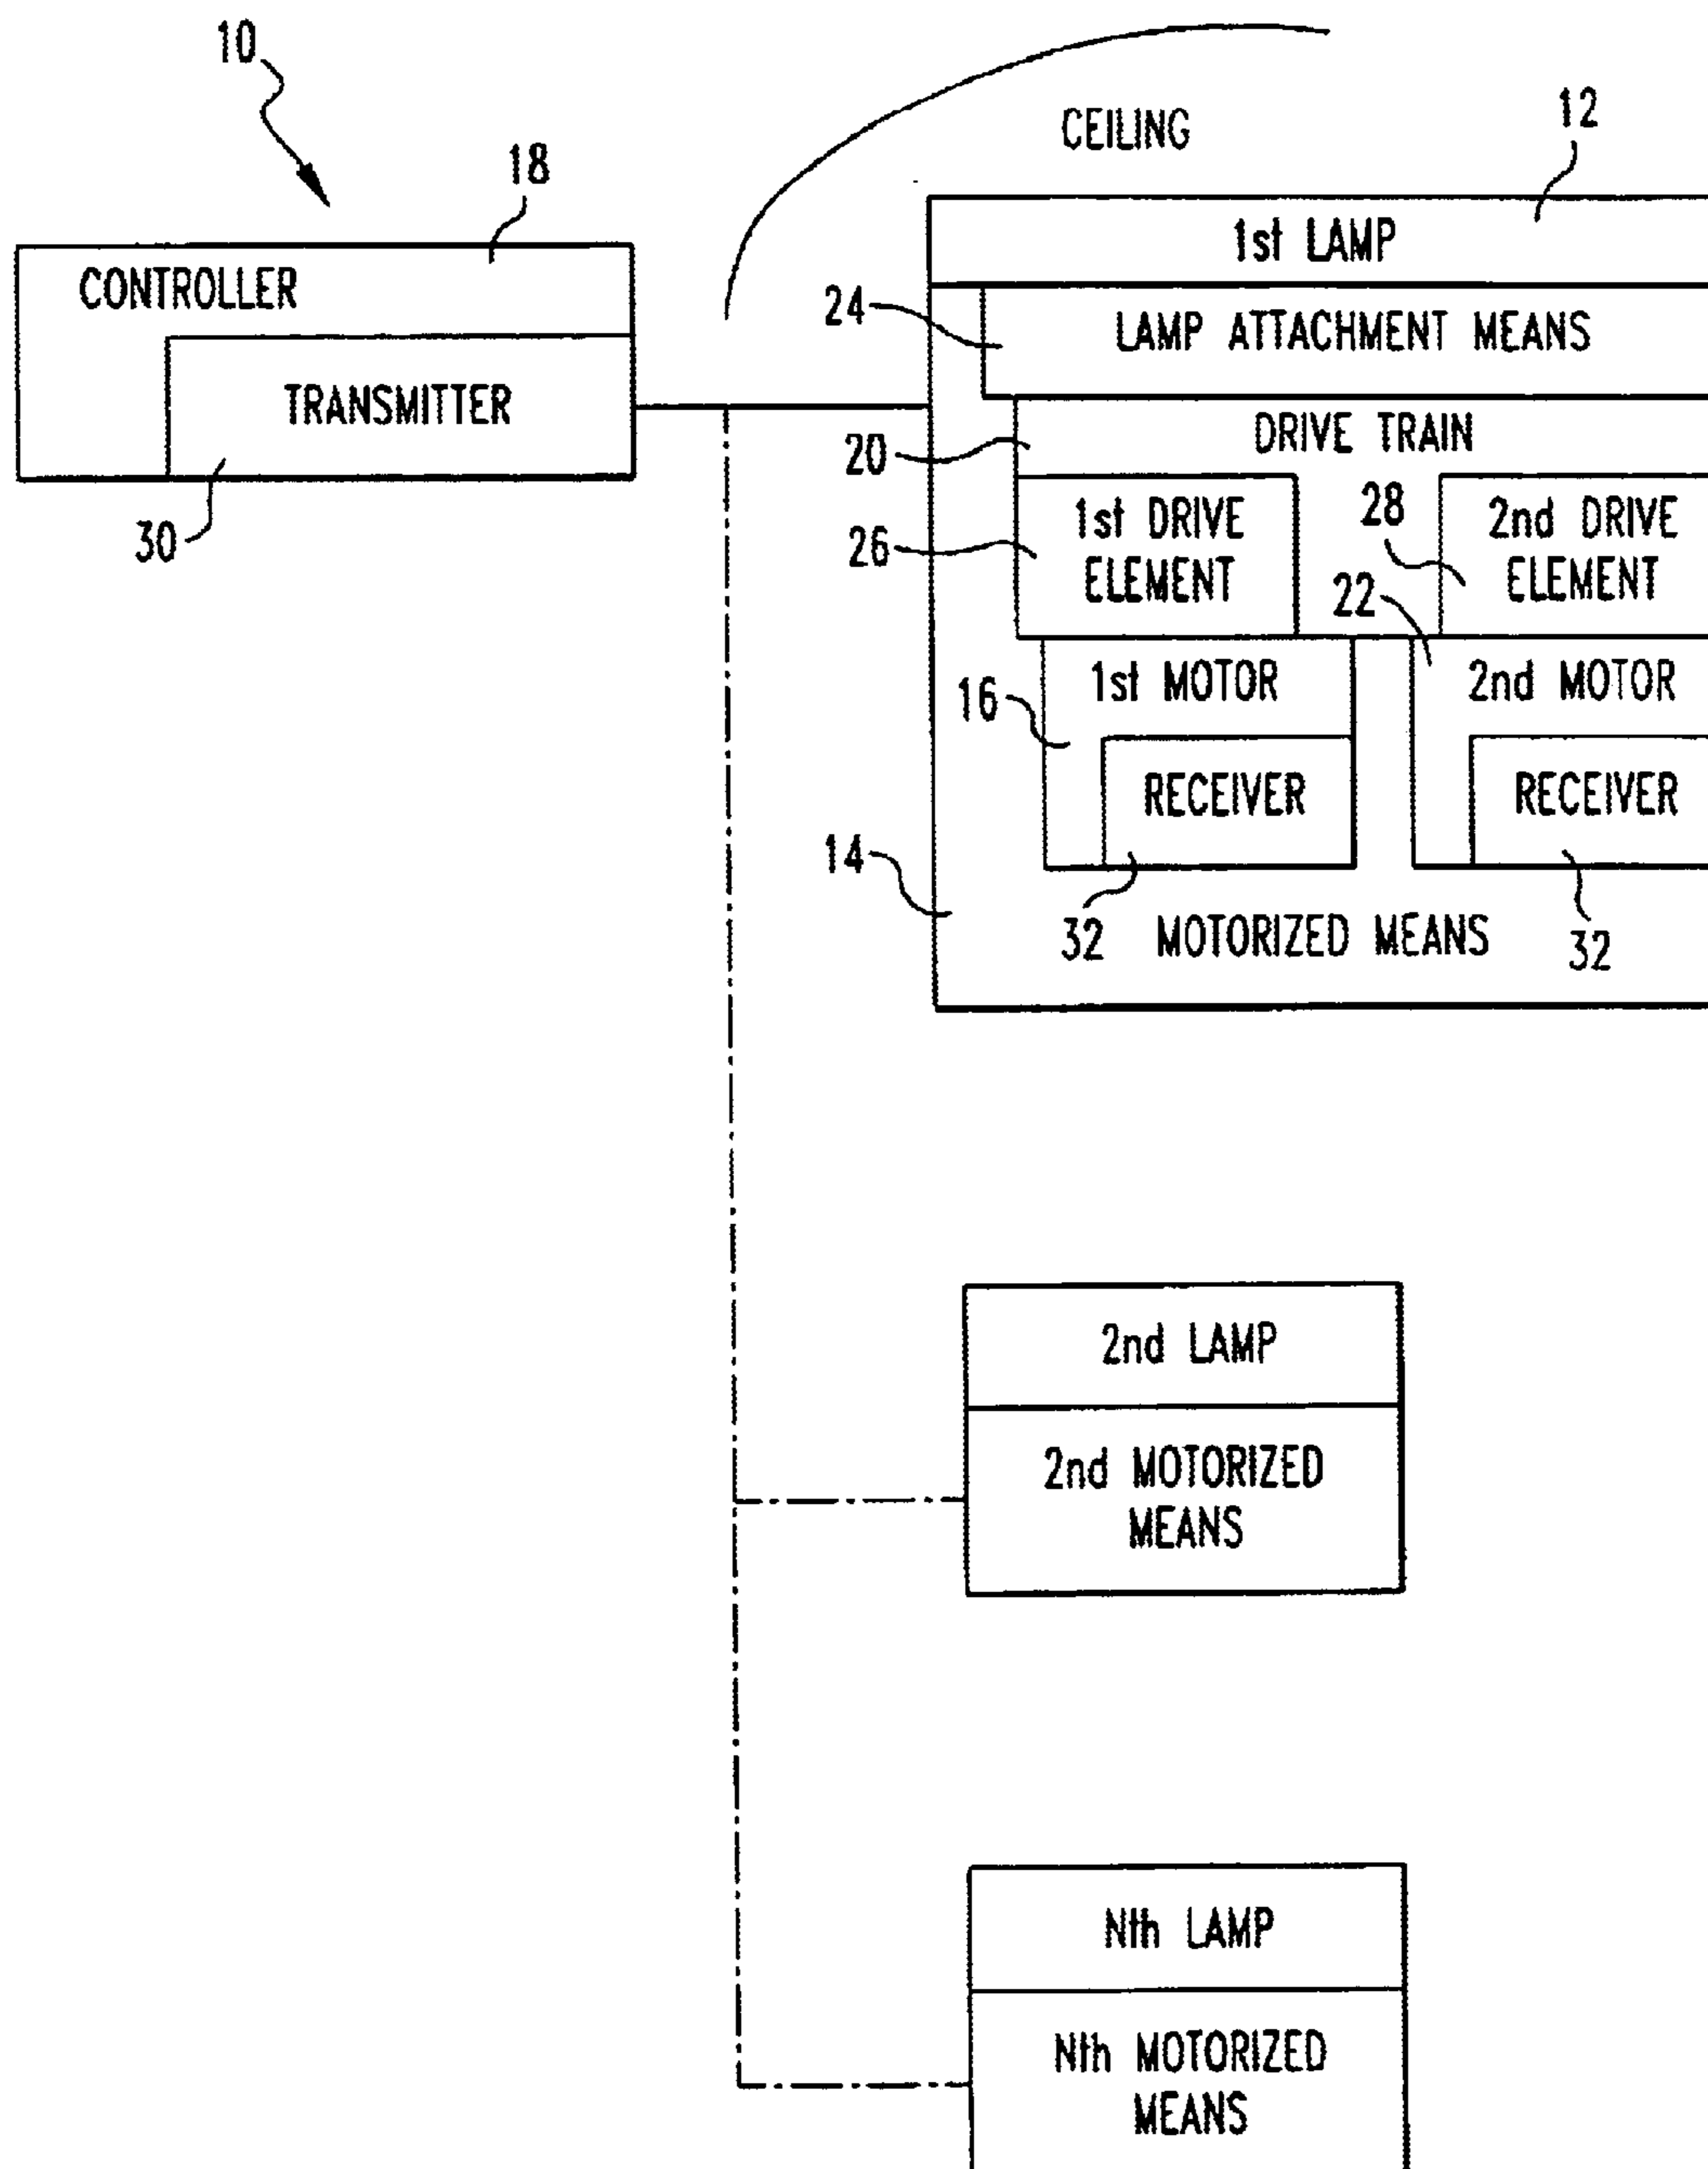 10
CEILING
12
18
1st LAMP
CONTROLLER
24
LAMP ATTACHMENT MEANS
TRANSMITTER
DRIVE TRAIN
20
30
1st DRIVE
ELEMENT
28
2nd DRIVE
ELEMENT
26
22
1st MOTOR
2nd MOTOR
16
RECEIVER
RECEIVER
14
32
MOTORIZED MEANS
32
2nd LAMP
2nd MOTORIZED
MEANS
Nth LAMP
Nth MOTORIZED
MEANS